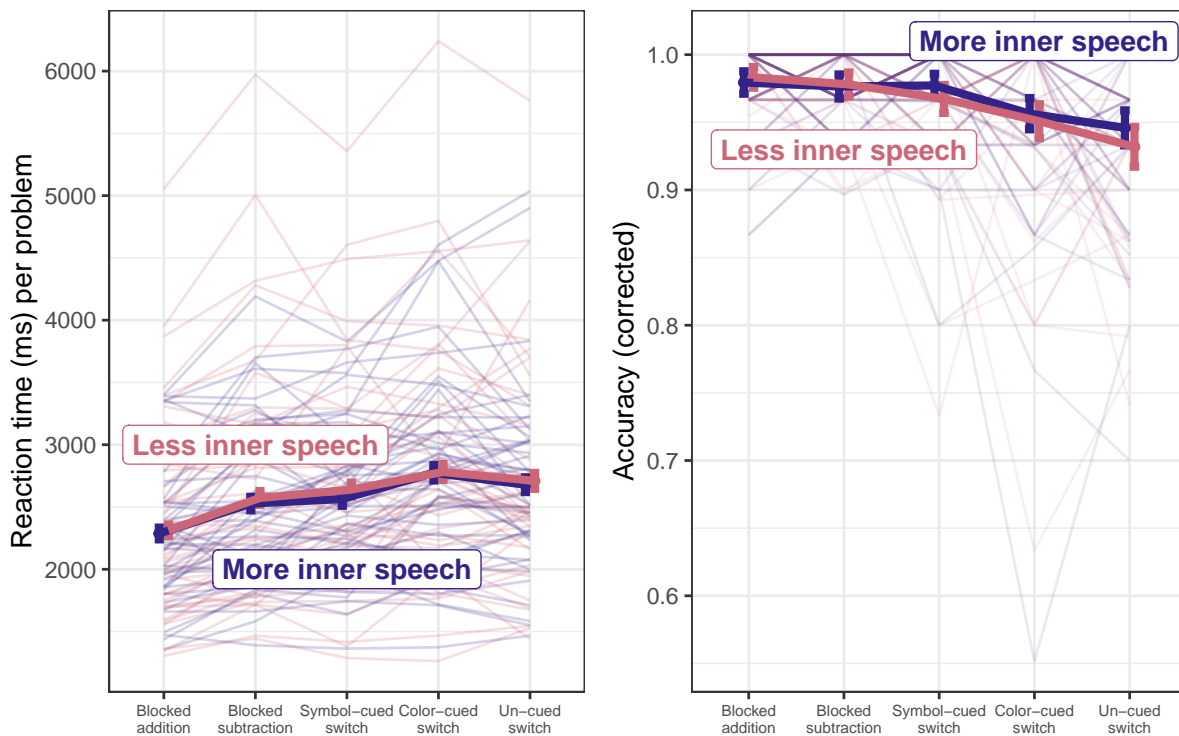 Reaction time (ms) per problem
6000
5000
4000
3000
2000
Less inner speech
More inner speech
Blocked
addition
Blocked
subtraction
Symbol−cued
switch
Color−cued
switch
Un−cued
switch
Accuracy (corrected)
1.0
0.9
0.8
0.7
0.6
More inner speech
Less inner speech
Blocked
addition
Blocked
subtraction
Symbol−cued
switch
Color−cued
switch
Un−cued
switch